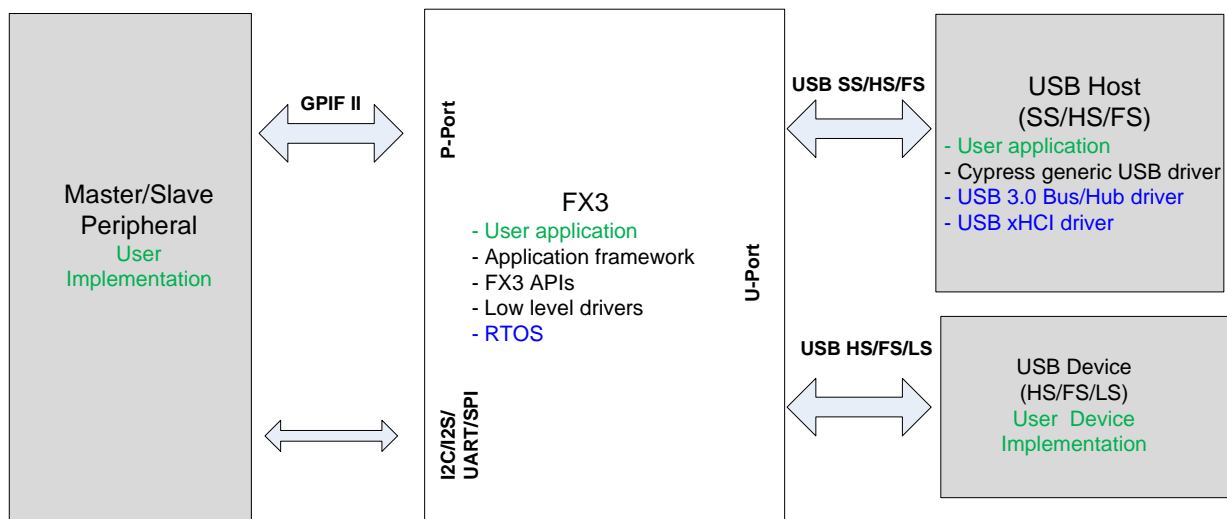 Master/Slave
Peripheral
User
Implementation
GPIF II
P-Port
I2C/I2S/
UART/SPI
FX3
- User application
- Application framework
- FX3 APIs
- Low level drivers
- RTOS
U-Port
USB SS/HS/FS
USB Host
(SS/HS/FS)
- User application
- Cypress generic USB driver
- USB 3.0 Bus/Hub driver
- USB xHCI driver
USB HS/FS/LS
USB Device
(HS/FS/LS)
User Device
Implementation